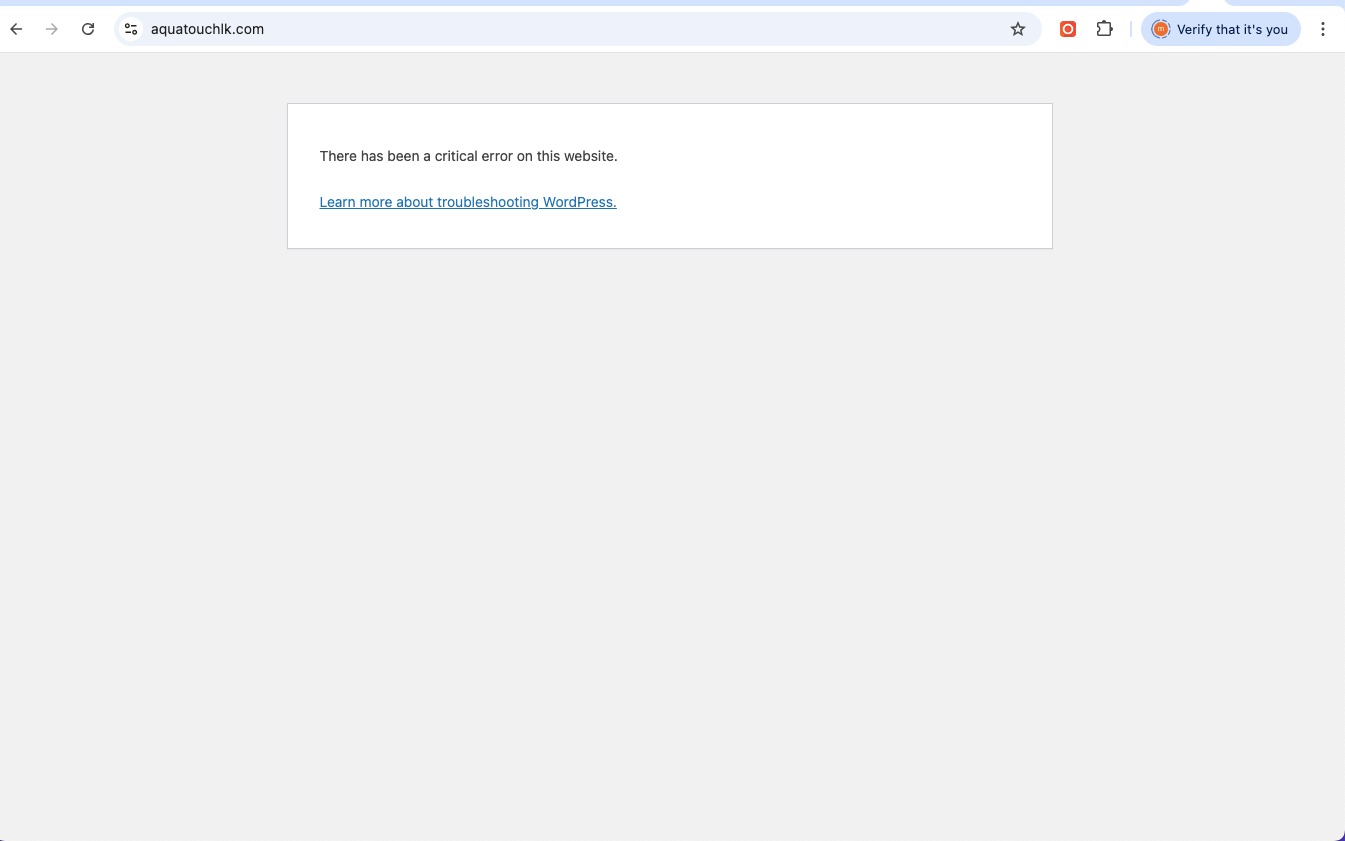 aquatouchlk.com
Verify that it's you
There has been a critical error on this website.
Learn more about troubleshooting WordPress.